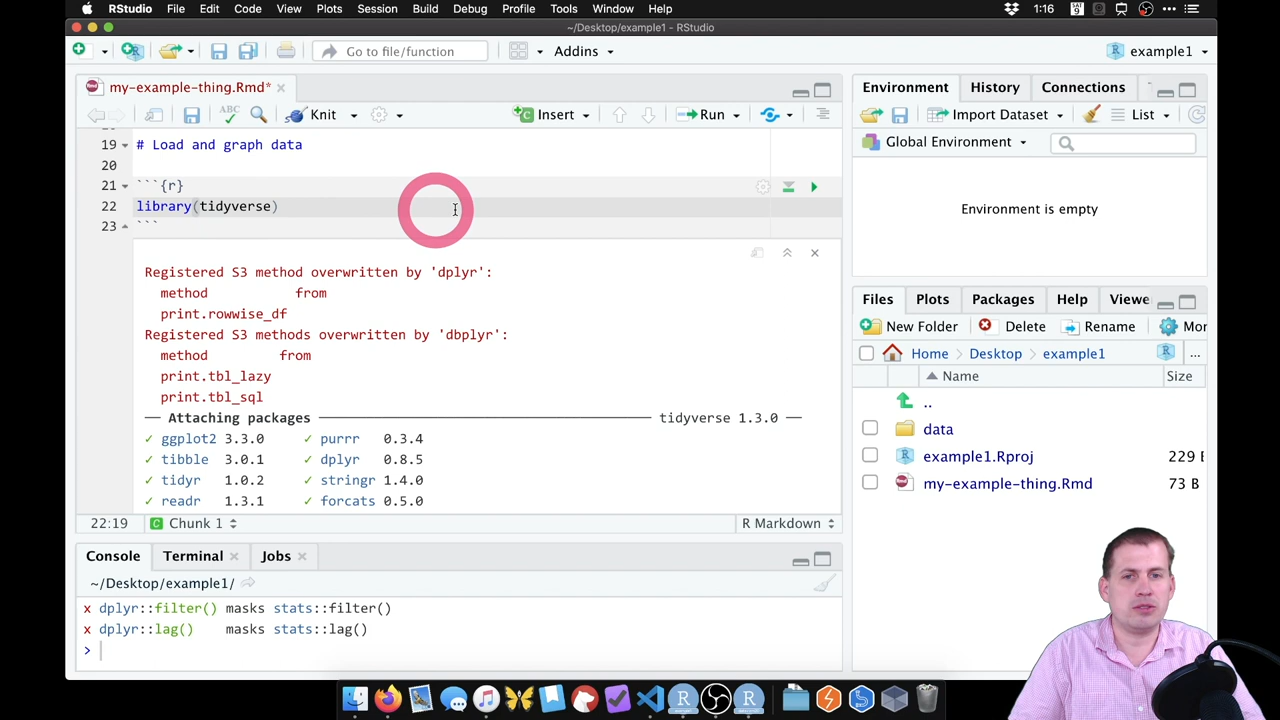 RStudio File Edit Code View Plots Session Build Debug Profile Tools Window Help 1:16 SAT 9
~/Desktop/example1 - RStudio
Go to file/function Addins example1
my-example-thing.Rmd*
ABC Knit Insert Run
19 # Load and graph data
20
21 ```{r}
22 library(tidyverse)
23 ```
Registered S3 method overwritten by 'dplyr':
method from
print.rowwise_df
Registered S3 methods overwritten by 'dbplyr':
method from
print.tbl_lazy
print.tbl_sql
── Attaching packages ── tidyverse 1.3.0 ──
✓ ggplot2 3.3.0 ✓ purrr 0.3.4
✓ tibble 3.0.1 ✓ dplyr 0.8.5
✓ tidyr 1.0.2 ✓ stringr 1.4.0
✓ readr 1.3.1 ✓ forcats 0.5.0
22:19 C Chunk 1 R Markdown
Console Terminal Jobs
~/Desktop/example1/
x dplyr::filter() masks stats::filter()
x dplyr::lag() masks stats::lag()
>
Environment History Connections
Import Dataset List
Global Environment
Environment is empty
Files Plots Packages Help Viewe
New Folder Delete Rename Mor
Home > Desktop > example1 R ...
Name Size
..
data
example1.Rproj 229 B
my-example-thing.Rmd 73 B